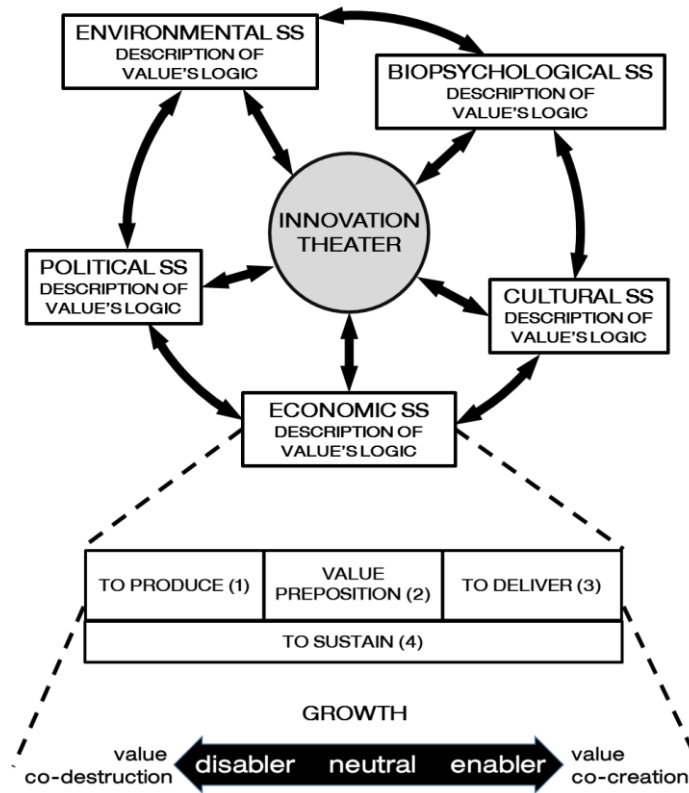 ENVIRONMENTAL SS
DESCRIPTION OF
VALUE'S LOGIC
BIOPSYCHOLOGICAL SS
DESCRIPTION OF
VALUE'S LOGIC
INNOVATION
THEATER
POLITICAL SS
DESCRIPTION OF
VALUE'S LOGIC
CULTURAL SS
DESCRIPTION OF
VALUE'S LOGIC
ECONOMIC SS
DESCRIPTION OF
VALUE'S LOGIC
TO PRODUCE (1)
VALUE
PREPOSITION (2)
TO DELIVER (3)
TO SUSTAIN (4)
GROWTH
value
co-destruction
disabler neutral enabler
value
co-creation